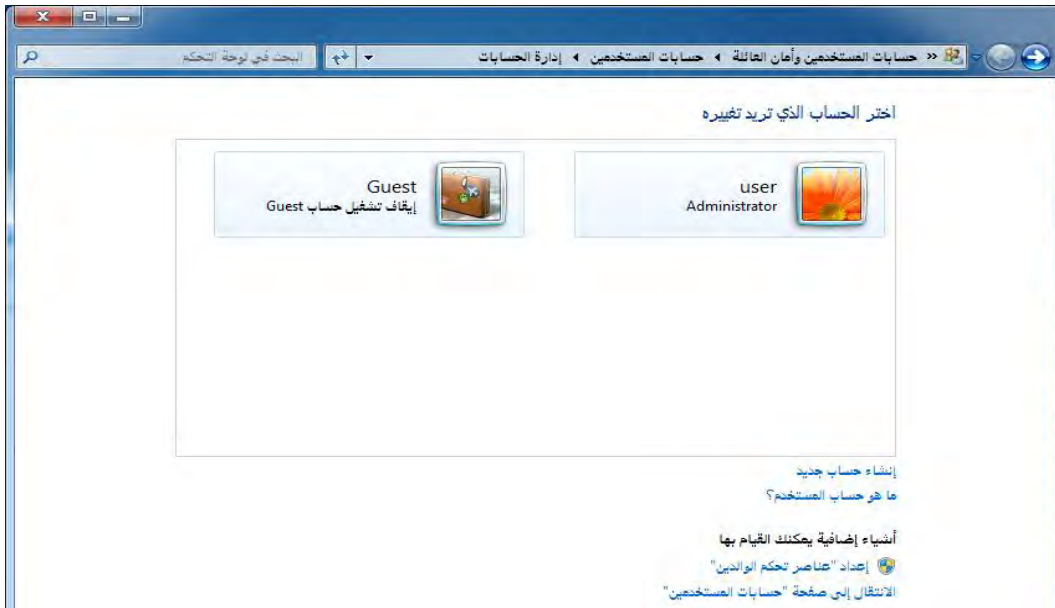 « حسابات المستخدمين وأمان العائلة ‹ حسابات المستخدمين ‹ إدارة الحسابات
البحث في لوحة التحكم
اختر الحساب الذي تريد تغييره
user
Administrator
Guest
إيقاف تشغيل حساب Guest
إنشاء حساب جديد
ما هو حساب المستخدم؟
أشياء إضافية يمكنك القيام بها
إعداد "عناصر تحكم الوالدين"
الانتقال إلى صفحة "حسابات المستخدمين"